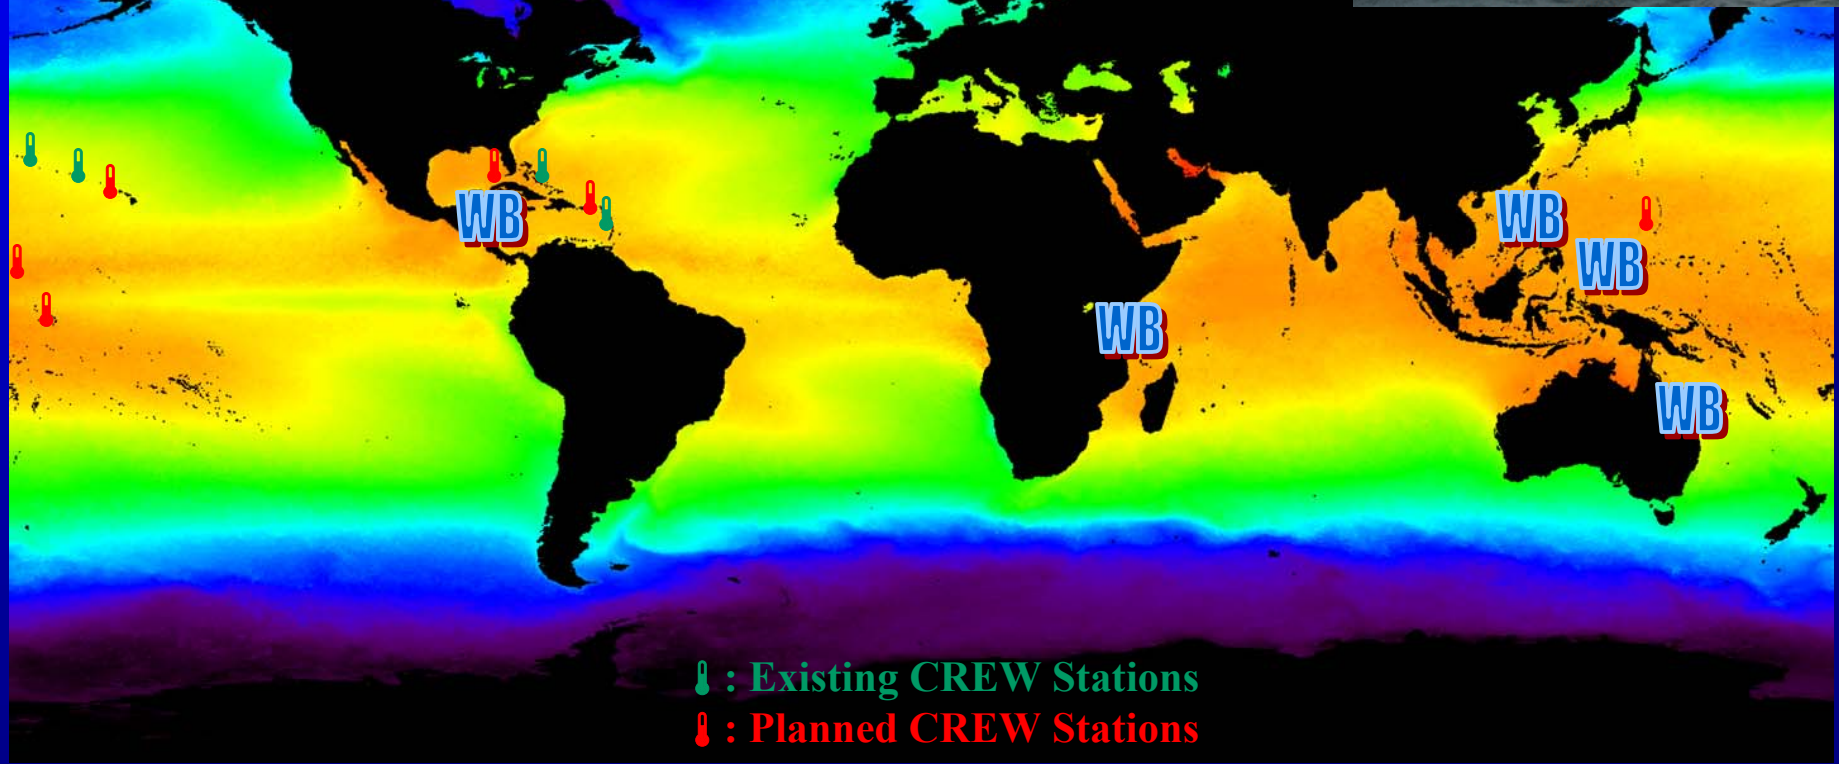 WB
WB
WB
WB
WB
: Existing CREW Stations
: Planned CREW Stations